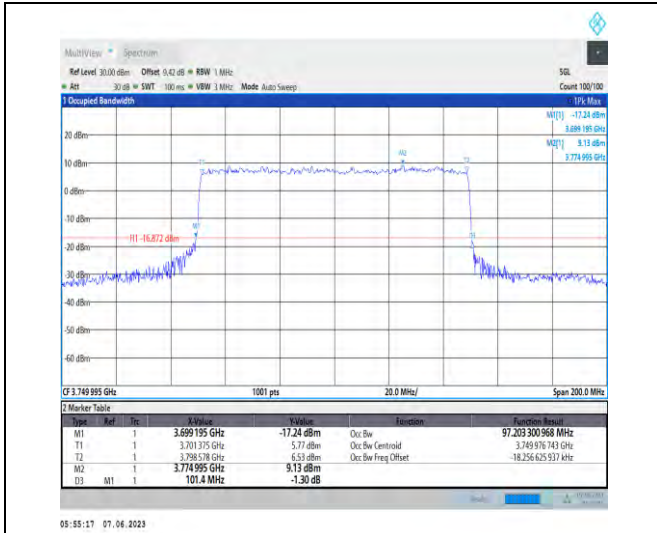 MultiView Spectrum
Ref Level 30.00 dBm Offset 9.42 dB RBW 1 MHz SGL
Att 30 dB SWT 100 ms VBW 3 MHz Mode Auto Sweep Count 100/100
1 Occupied Bandwidth 1Pk Max
M1[1] -17.24 dBm
3.699 195 GHz
M2[1] 9.13 dBm
3.774 995 GHz
20 dBm
10 dBm
M2
T1
T2
0 dBm
-10 dBm
M1
H1 -16.872 dBm
-20 dBm
-30 dBm
-40 dBm
-50 dBm
-60 dBm
CF 3.749 995 GHz 1001 pts 20.0 MHz/ Span 200.0 MHz
2 Marker Table
Type Ref Trc X-Value Y-Value Function Function Result
M1 1 3.699 195 GHz -17.24 dBm Occ Bw 97.203 300 968 MHz
T1 1 3.701 375 GHz 5.77 dBm Occ Bw Centroid 3.749 976 743 GHz
T2 1 3.798 578 GHz 6.53 dBm Occ Bw Freq Offset -18.256 625 937 kHz
M2 1 3.774 995 GHz 9.13 dBm
D3 M1 1 101.4 MHz -1.30 dB
05:55:17 07.06.2023